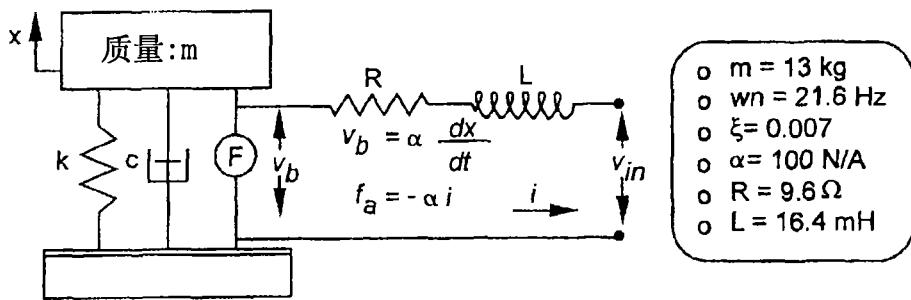 x
质量:m
R
L
k
c
F
v_b
v_b = α dx/dt
f_a = - α i
i
v_in
o m = 13 kg
o wn = 21.6 Hz
o ξ= 0.007
o α= 100 N/A
o R = 9.6 Ω
o L = 16.4 mH